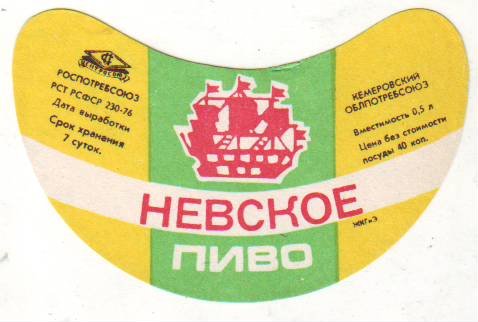 ЦЕНТРОСОЮЗ
РОСПОТРЕБСОЮЗ
РСТ РСФСР 230-76
Дата выработки
Срок хранения
7 суток.
НЕВСКОЕ
ПИВО
КЕМЕРОВСКИЙ
ОБЛПОТРЕБСОЮЗ
Вместимость 0,5 л
Цена без стоимости
посуды 40 коп.